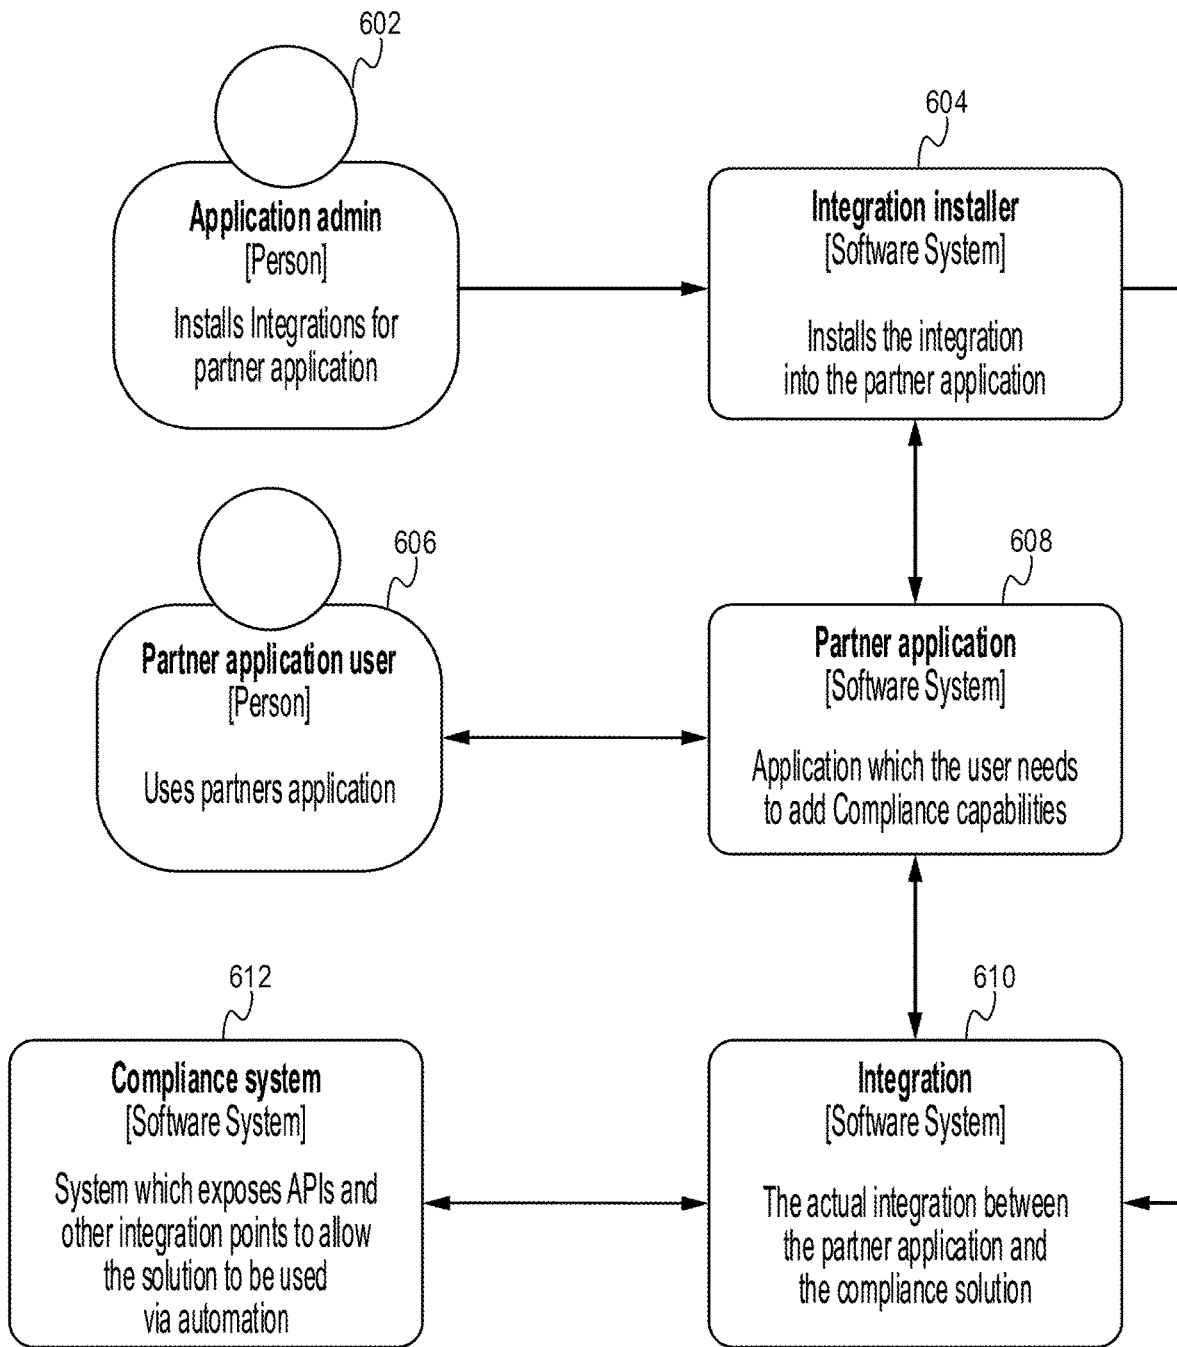 602
Application admin
[Person]
Installs Integrations for
partner application
604
Integration installer
[Software System]
Installs the integration
into the partner application
606
Partner application user
[Person]
Uses partners application
608
Partner application
[Software System]
Application which the user needs
to add Compliance capabilities
612
Compliance system
[Software System]
System which exposes APIs and
other integration points to allow
the solution to be used
via automation
610
Integration
[Software System]
The actual integration between
the partner application and
the compliance solution